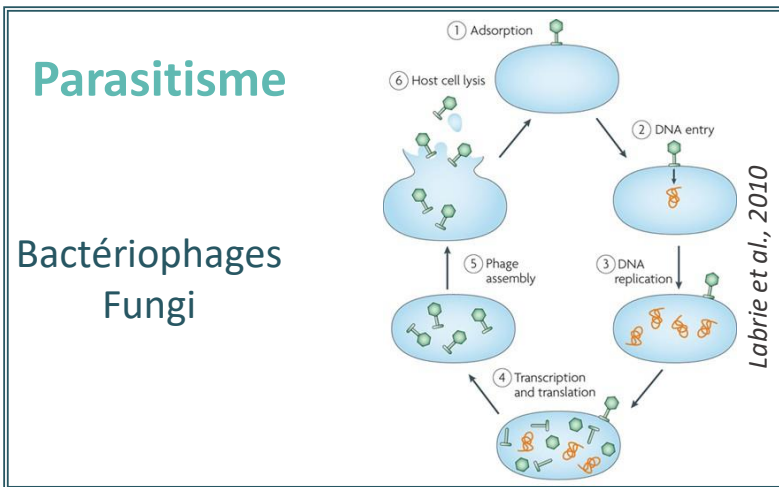 Parasitisme
Bactériophages
Fungi
1 Adsorption
2 DNA entry
3 DNA
replication
4 Transcription
and translation
5 Phage
assembly
6 Host cell lysis
Labrie et al., 2010